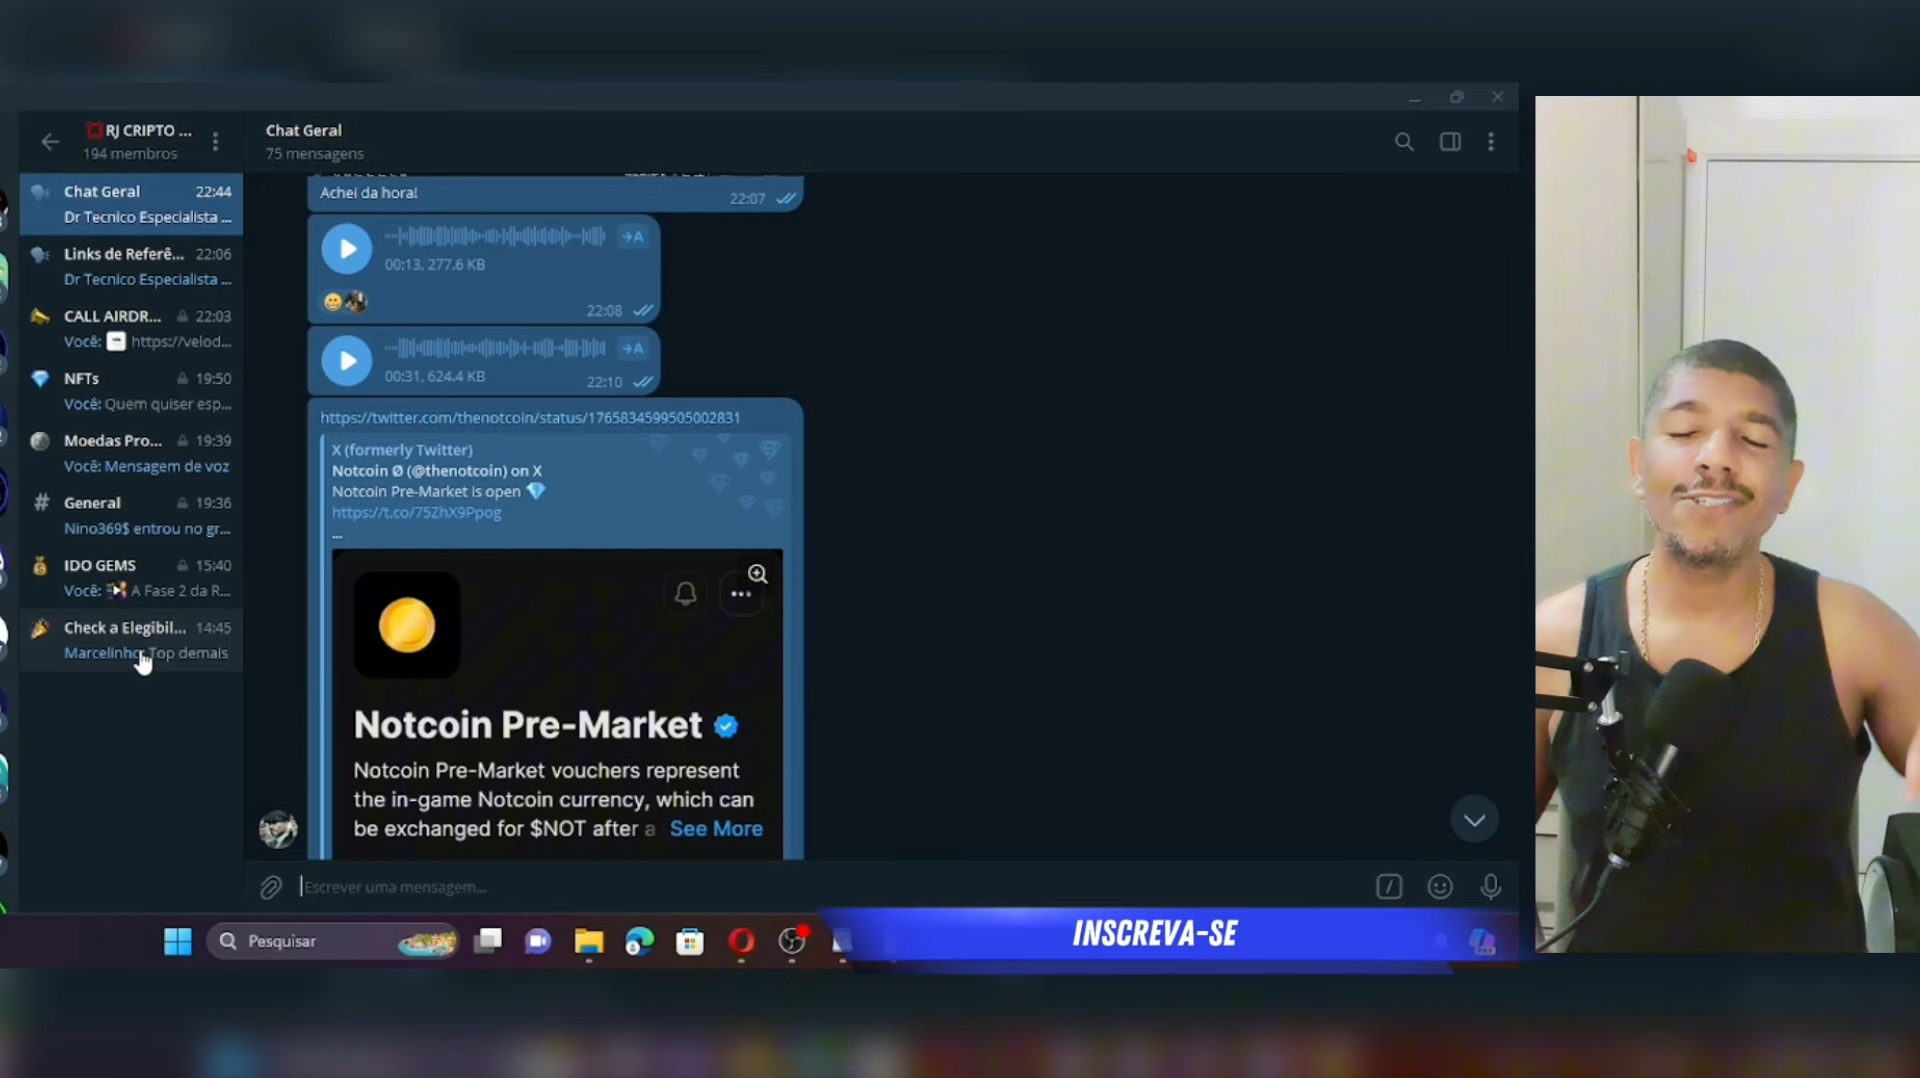 RJ CRIPTO ...
194 membros
Chat Geral
75 mensagens
Chat Geral 22:44
Dr Tecnico Especialista ...
Links de Referê... 22:06
Dr Tecnico Especialista ...
CALL AIRDR... 22:03
Você: https://velod...
NFTs 19:50
Você: Quem quiser esp...
Moedas Pro... 19:39
Você: Mensagem de voz
# General 19:36
Nino369$ entrou no gr...
IDO GEMS 15:40
Você: A Fase 2 da R...
Check a Elegibil... 14:45
Marcelinho: Top demais
Achei da hora!
22:07
→A
00:13, 277.6 KB
22:08
→A
00:31, 624.4 KB
22:10
https://twitter.com/thenotcoin/status/1765834599505002831
X (formerly Twitter)
Notcoin Ø (@thenotcoin) on X
Notcoin Pre-Market is open
https://t.co/75ZhX9Ppog
...
Notcoin Pre-Market
Notcoin Pre-Market vouchers represent
the in-game Notcoin currency, which can
be exchanged for $NOT after a See More
Escrever uma mensagem...
Pesquisar
INSCREVA-SE